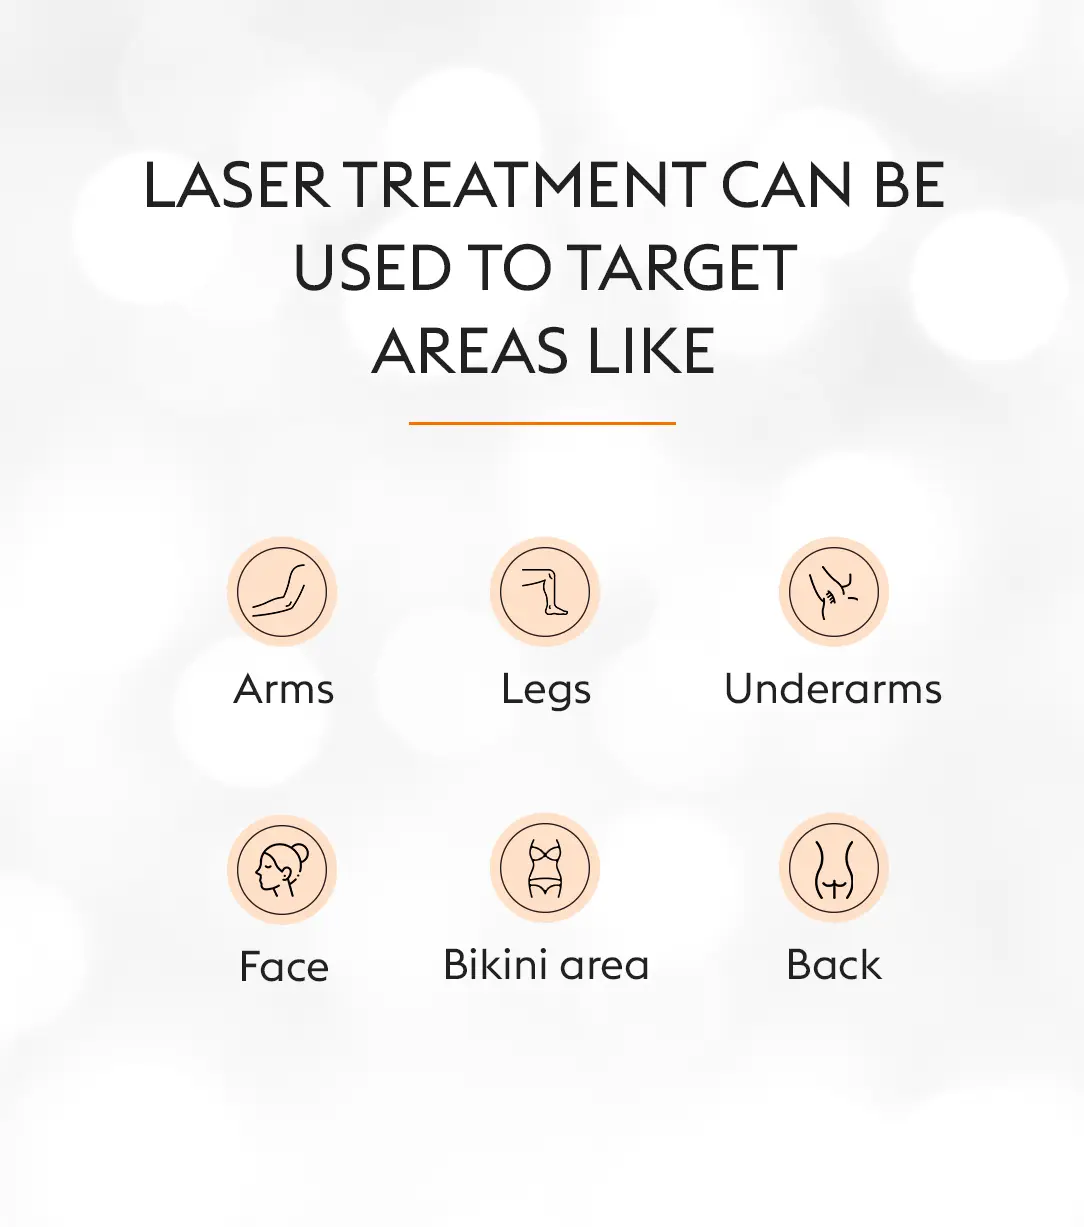 LASER TREATMENT CAN BE
USED TO TARGET
AREAS LIKE
Arms
Legs
Underarms
Face
Bikini area
Back